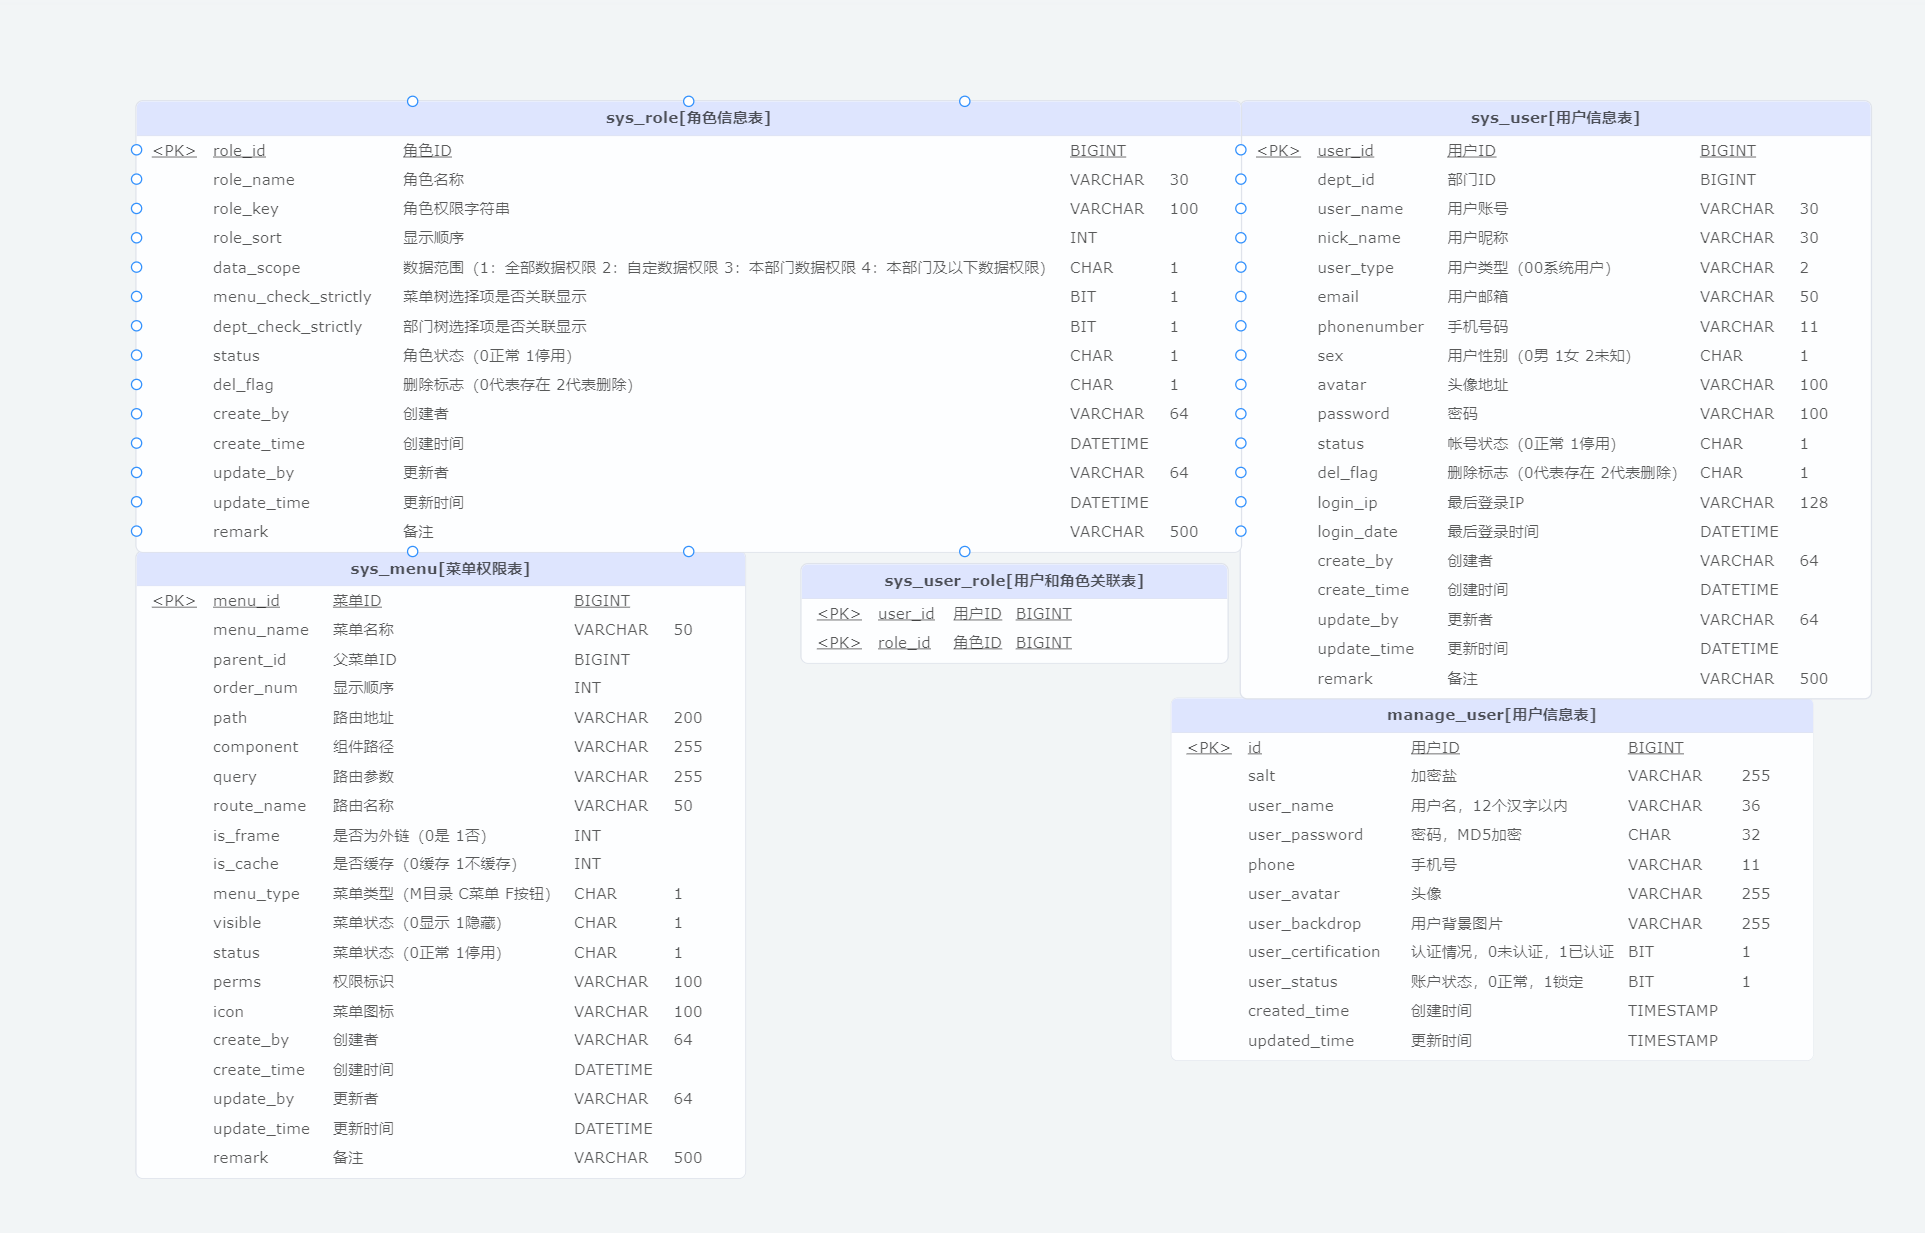 sys_role[角色信息表]
<PK> role_id 角色ID BIGINT
role_name 角色名称 VARCHAR 30
role_key 角色权限字符串 VARCHAR 100
role_sort 显示顺序 INT
data_scope 数据范围（1：全部数据权限 2：自定数据权限 3：本部门数据权限 4：本部门及以下数据权限） CHAR 1
menu_check_strictly 菜单树选择项是否关联显示 BIT 1
dept_check_strictly 部门树选择项是否关联显示 BIT 1
status 角色状态（0正常 1停用） CHAR 1
del_flag 删除标志（0代表存在 2代表删除） CHAR 1
create_by 创建者 VARCHAR 64
create_time 创建时间 DATETIME
update_by 更新者 VARCHAR 64
update_time 更新时间 DATETIME
remark 备注 VARCHAR 500
sys_user[用户信息表]
<PK> user_id 用户ID BIGINT
dept_id 部门ID BIGINT
user_name 用户账号 VARCHAR 30
nick_name 用户昵称 VARCHAR 30
user_type 用户类型（00系统用户） VARCHAR 2
email 用户邮箱 VARCHAR 50
phonenumber 手机号码 VARCHAR 11
sex 用户性别（0男 1女 2未知） CHAR 1
avatar 头像地址 VARCHAR 100
password 密码 VARCHAR 100
status 帐号状态（0正常 1停用） CHAR 1
del_flag 删除标志（0代表存在 2代表删除） CHAR 1
login_ip 最后登录IP VARCHAR 128
login_date 最后登录时间 DATETIME
create_by 创建者 VARCHAR 64
create_time 创建时间 DATETIME
update_by 更新者 VARCHAR 64
update_time 更新时间 DATETIME
remark 备注 VARCHAR 500
sys_menu[菜单权限表]
<PK> menu_id 菜单ID BIGINT
menu_name 菜单名称 VARCHAR 50
parent_id 父菜单ID BIGINT
order_num 显示顺序 INT
path 路由地址 VARCHAR 200
component 组件路径 VARCHAR 255
query 路由参数 VARCHAR 255
route_name 路由名称 VARCHAR 50
is_frame 是否为外链（0是 1否） INT
is_cache 是否缓存（0缓存 1不缓存） INT
menu_type 菜单类型（M目录 C菜单 F按钮） CHAR 1
visible 菜单状态（0显示 1隐藏） CHAR 1
status 菜单状态（0正常 1停用） CHAR 1
perms 权限标识 VARCHAR 100
icon 菜单图标 VARCHAR 100
create_by 创建者 VARCHAR 64
create_time 创建时间 DATETIME
update_by 更新者 VARCHAR 64
update_time 更新时间 DATETIME
remark 备注 VARCHAR 500
sys_user_role[用户和角色关联表]
<PK> user_id 用户ID BIGINT
<PK> role_id 角色ID BIGINT
manage_user[用户信息表]
<PK> id 用户ID BIGINT
salt 加密盐 VARCHAR 255
user_name 用户名，12个汉字以内 VARCHAR 36
user_password 密码，MD5加密 CHAR 32
phone 手机号 VARCHAR 11
user_avatar 头像 VARCHAR 255
user_backdrop 用户背景图片 VARCHAR 255
user_certification 认证情况，0未认证，1已认证 BIT 1
user_status 账户状态，0正常，1锁定 BIT 1
created_time 创建时间 TIMESTAMP
updated_time 更新时间 TIMESTAMP